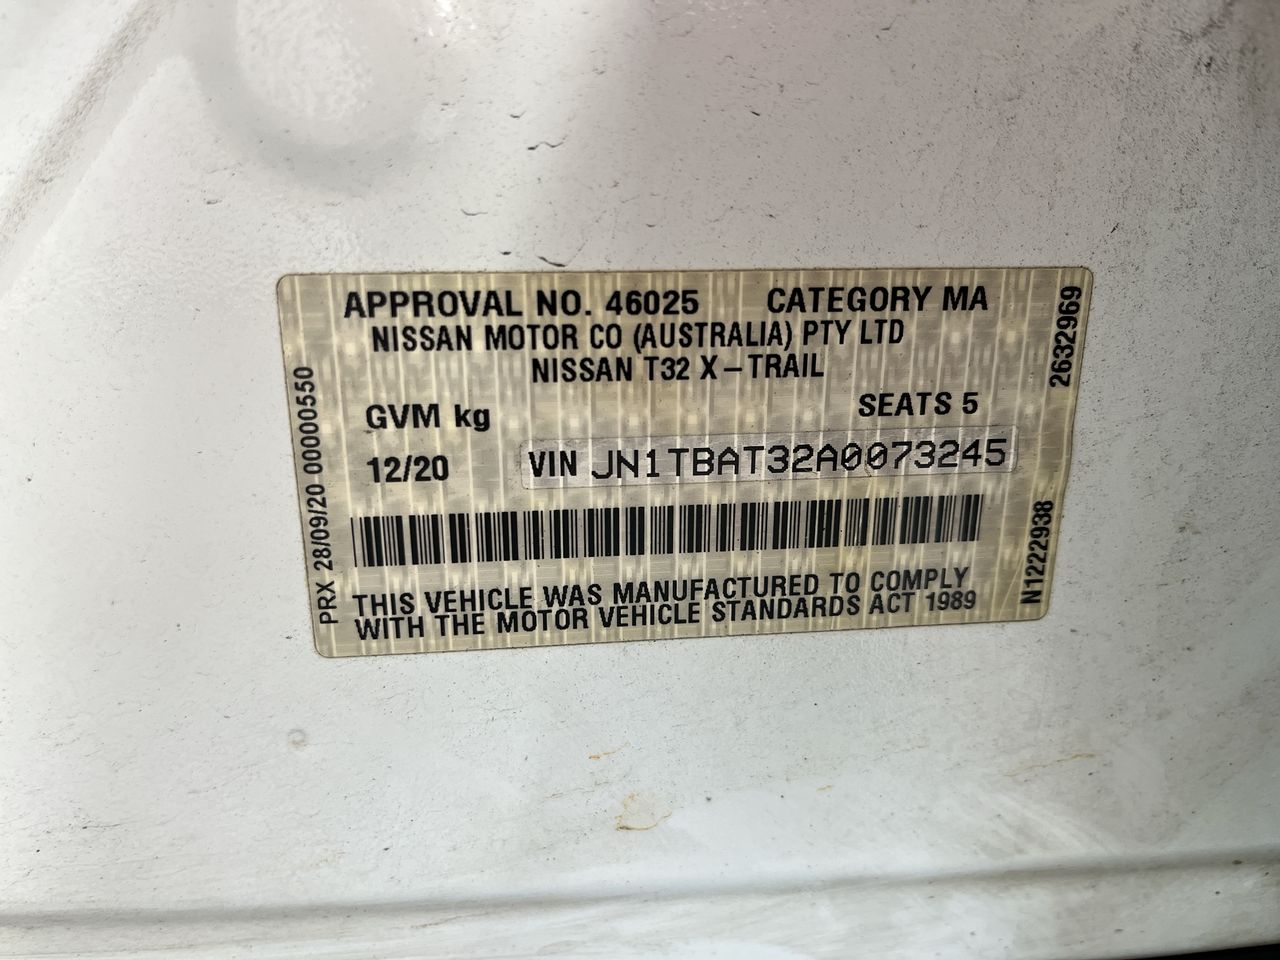 APPROVAL NO. 46025 CATEGORY MA
NISSAN MOTOR CO (AUSTRALIA) PTY LTD
NISSAN T32 X-TRAIL
GVM kg SEATS 5
12/20 VIN JN1TBAT32A0073245
THIS VEHICLE WAS MANUFACTURED TO COMPLY
WITH THE MOTOR VEHICLE STANDARDS ACT 1989
PRX 28/09/20 00000550
2632969
N1222938